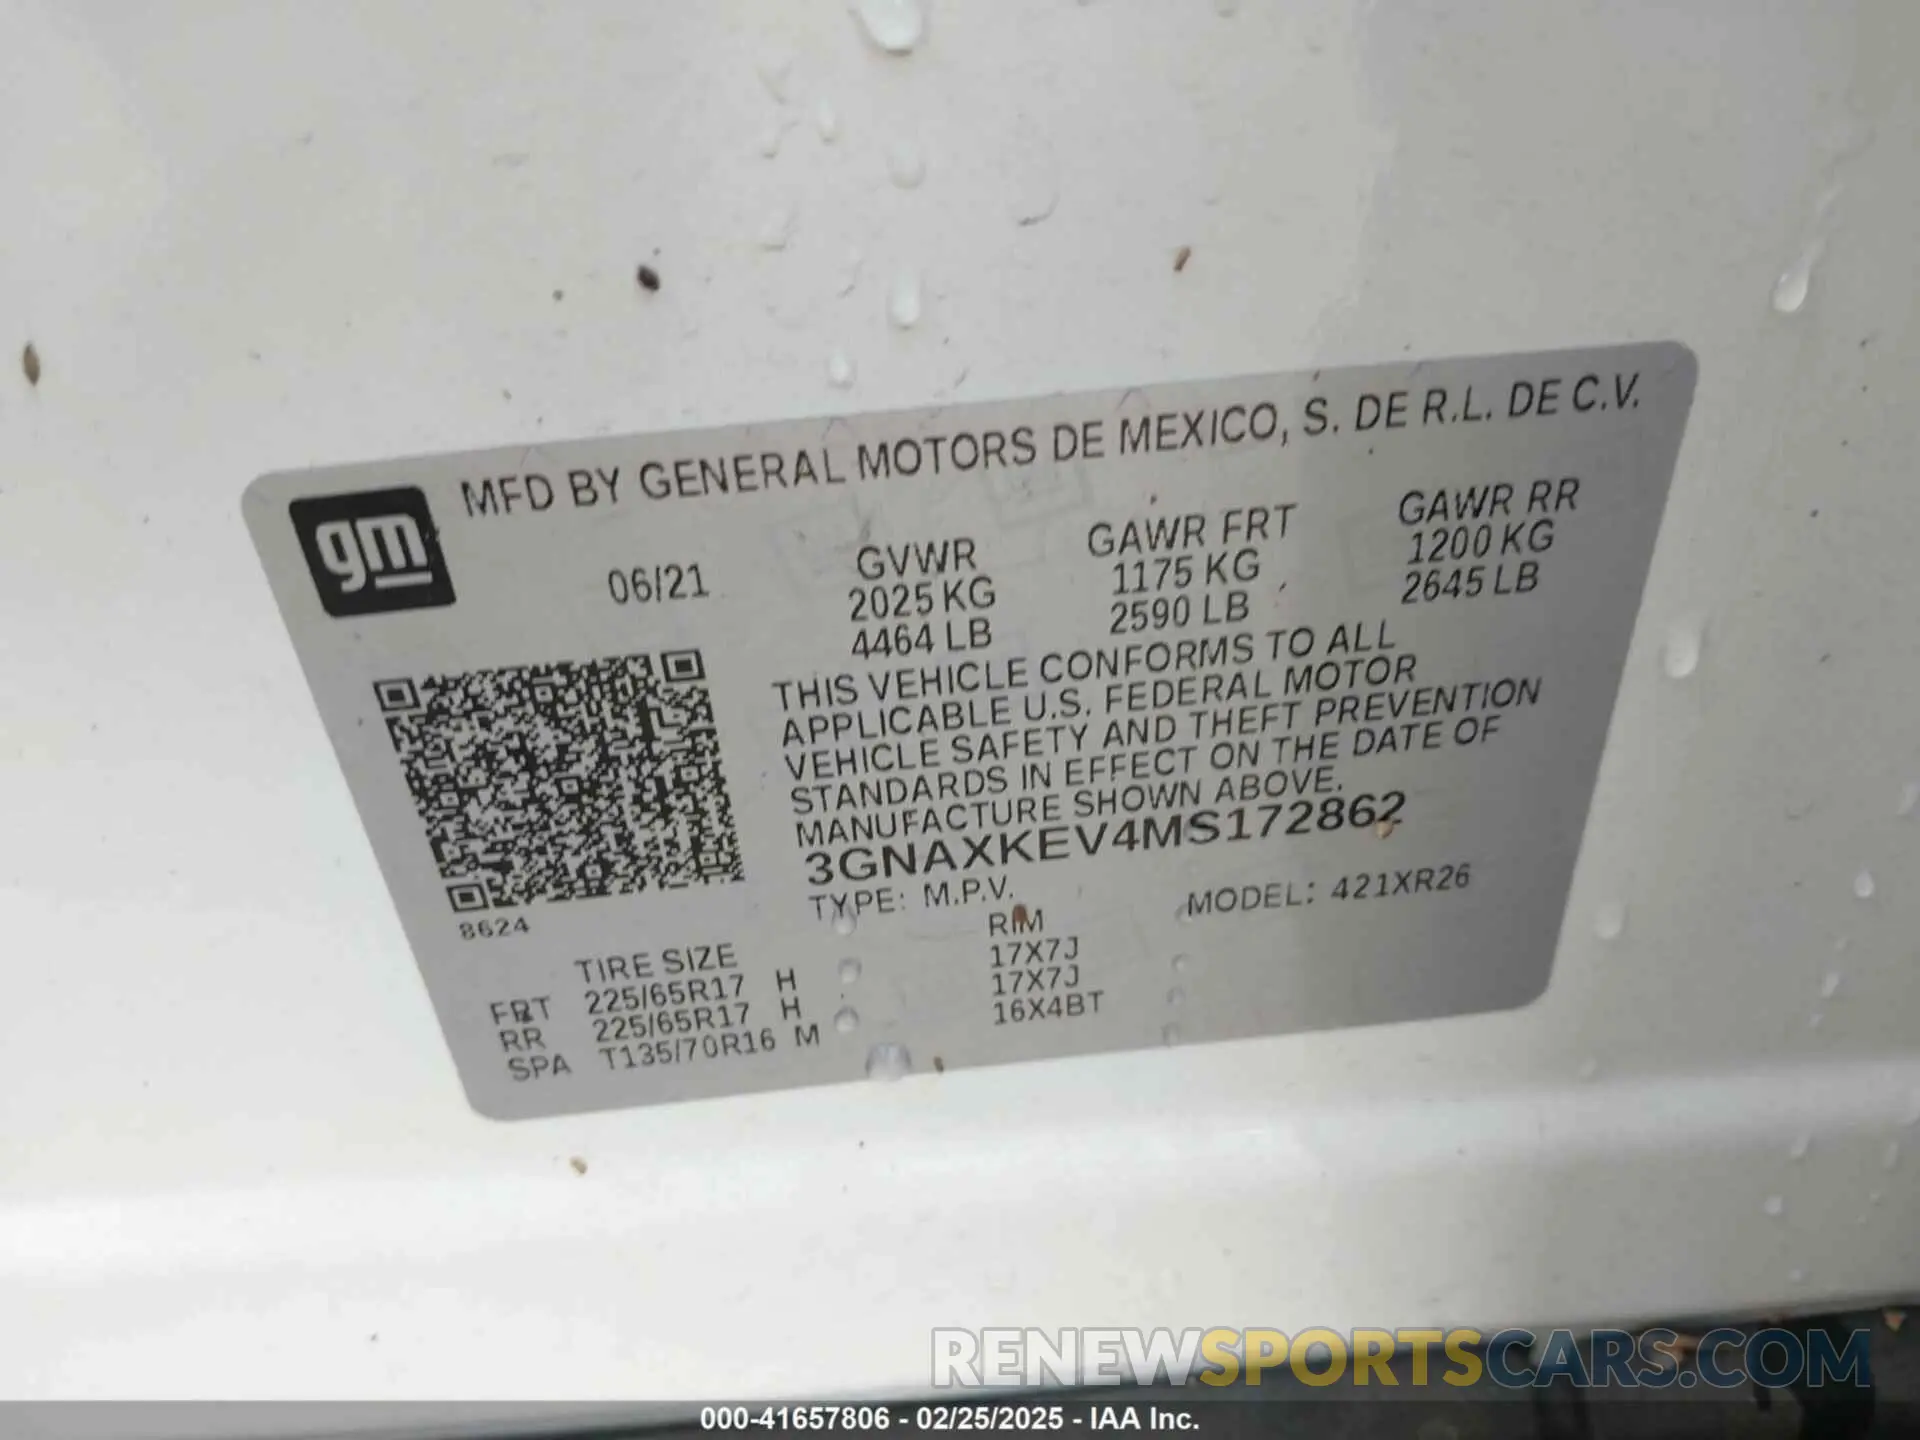 MFD BY GENERAL MOTORS DE MEXICO, S. DE R.L. DE C.V.
gm
06/21
GVWR
2025 KG
4464 LB
GAWR FRT
1175 KG
2590 LB
GAWR RR
1200 KG
2645 LB
THIS VEHICLE CONFORMS TO ALL
APPLICABLE U.S. FEDERAL MOTOR
VEHICLE SAFETY AND THEFT PREVENTION
STANDARDS IN EFFECT ON THE DATE OF
MANUFACTURE SHOWN ABOVE.
3GNAXKEV4MS172862
TYPE: M.P.V. MODEL: 421XR26
8624
TIRE SIZE RIM
FRT 225/65R17 H 17X7J
RR 225/65R17 H 17X7J
SPA T135/70R16 M 16X4BT
RENEWSPORTSCARS.COM
000-41657806 - 02/25/2025 - IAA Inc.